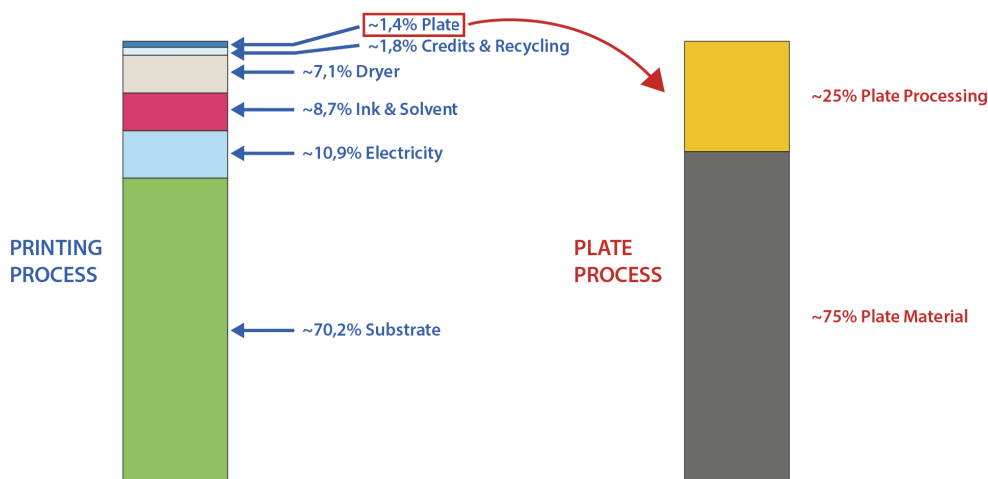 ~1,4% Plate
~1,8% Credits & Recycling
~7,1% Dryer
~8,7% Ink & Solvent
~10,9% Electricity
PRINTING
PROCESS
~70,2% Substrate
~25% Plate Processing
PLATE
PROCESS
~75% Plate Material